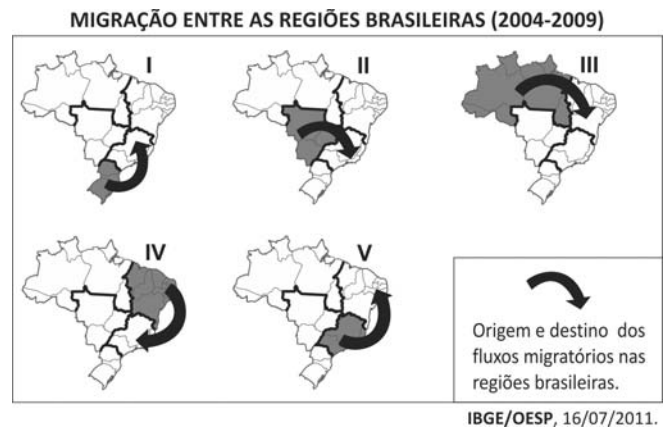 MIGRAÇÃO ENTRE AS REGIÕES BRASILEIRAS (2004-2009)
I
II
III
IV
V
Origem e destino dos
fluxos migratórios nas
regiões brasileiras.
IBGE/OESP, 16/07/2011.